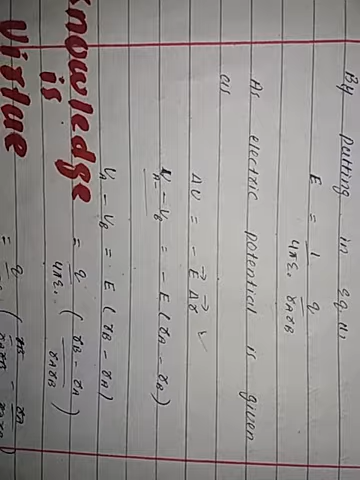 By putting in eq (1)
E = 1/4πε₀ q/r_A r_B
As electric potential is given
as
ΔV = - E⃗ Δr⃗ ✓
V_A - V_B = - E (r_A - r_B)
V_A - V_B = E (r_B - r_A)
= q/4πε₀ (r_B - r_A / r_A r_B)
Knowledge
is
Virtue